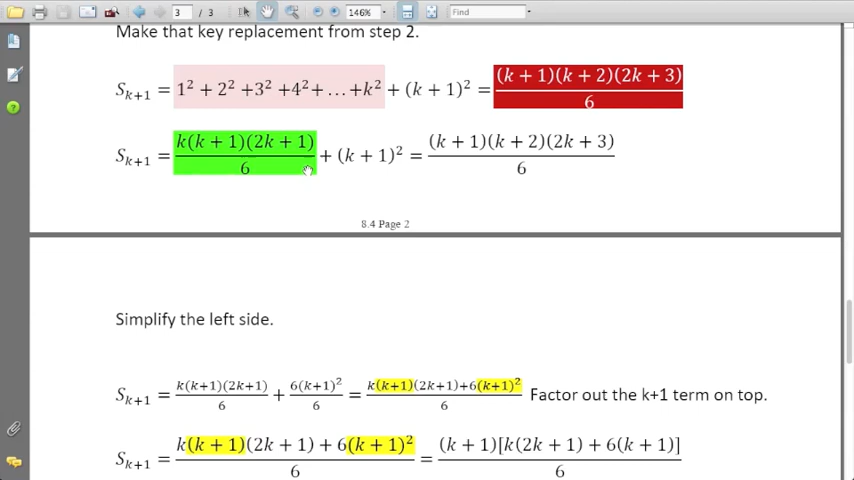 3 / 3 146% Find
Make that key replacement from step 2.
Sₖ₊₁ = 1² + 2² +3² +4²+ …+k² + (k + 1)² = (k + 1)(k + 2)(2k + 3) / 6
Sₖ₊₁ = k(k + 1)(2k + 1) / 6 + (k + 1)² = (k + 1)(k + 2)(2k + 3) / 6
8.4 Page 2
Simplify the left side.
Sₖ₊₁ = k(k+1)(2k+1) / 6 + 6(k+1)² / 6 = k(k+1)(2k+1)+6(k+1)² / 6 Factor out the k+1 term on top.
Sₖ₊₁ = k(k + 1)(2k + 1) + 6(k + 1)² / 6 = (k + 1)[k(2k + 1) + 6(k + 1)] / 6